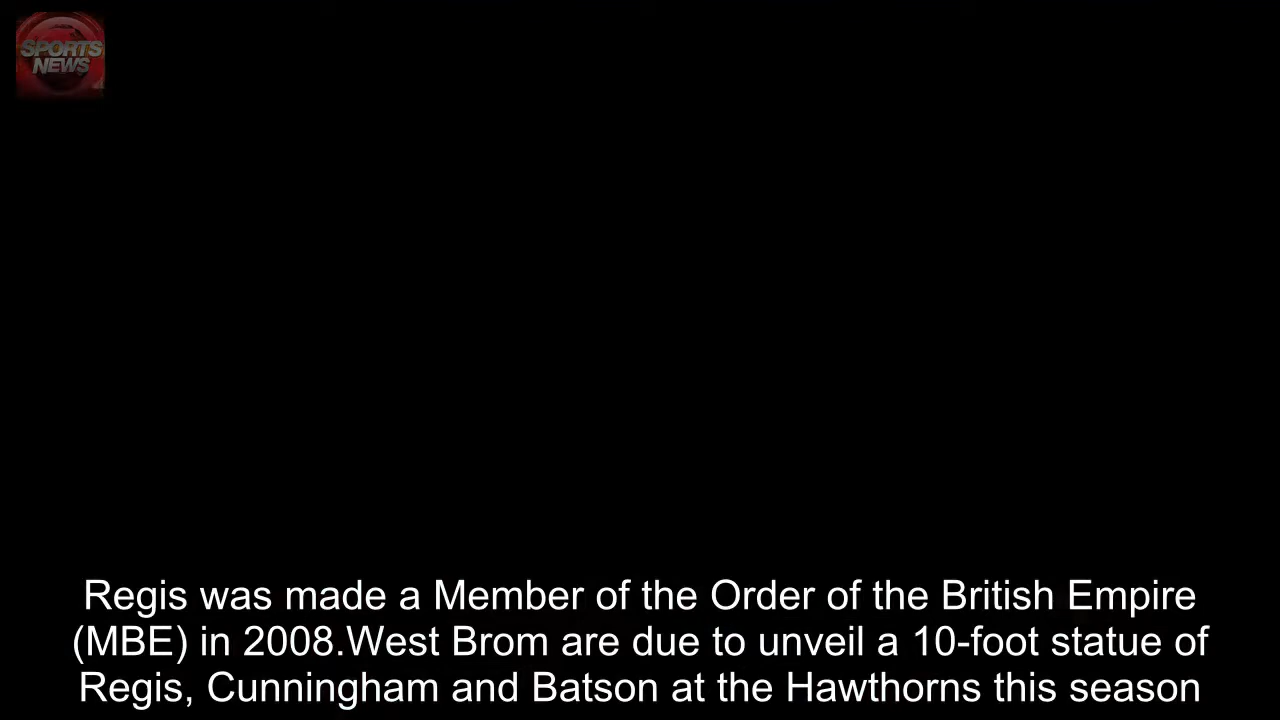 SPORTS
NEWS
Regis was made a Member of the Order of the British Empire
(MBE) in 2008.West Brom are due to unveil a 10-foot statue of
Regis, Cunningham and Batson at the Hawthorns this season